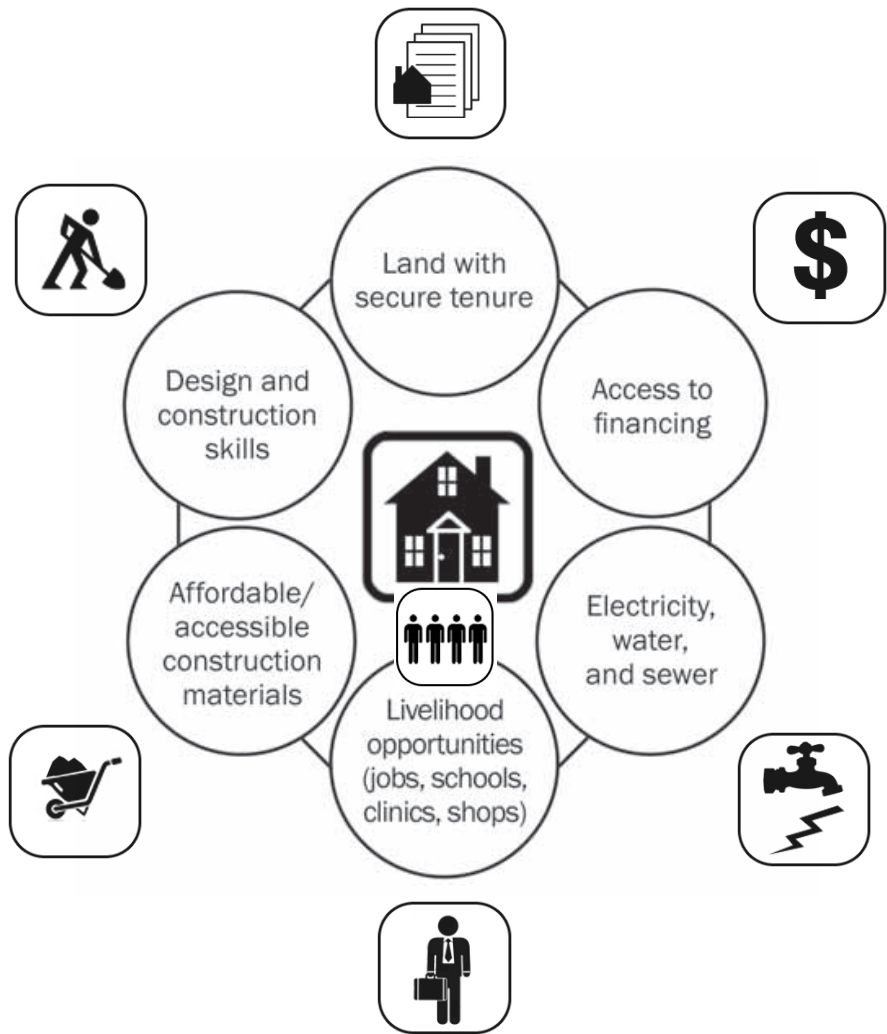 $
Land with
secure tenure
Design and
construction
skills
Access to
financing
Affordable/
accessible
construction
materials
Electricity,
water,
and sewer
Livelihood
opportunities
(jobs, schools,
clinics, shops)